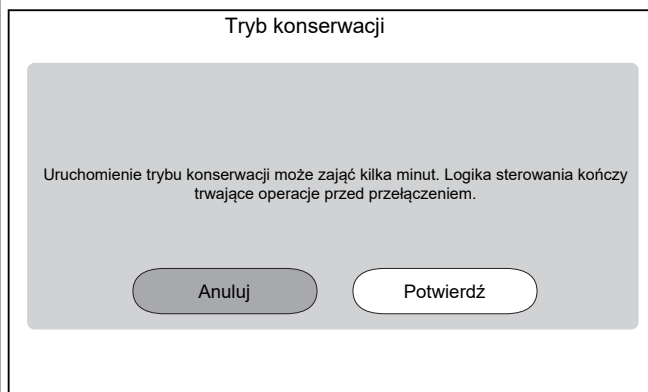 Tryb konserwacji
Uruchomienie trybu konserwacji może zająć kilka minut. Logika sterowania kończy
trwające operacje przed przełączeniem.
Anuluj
Potwierdź